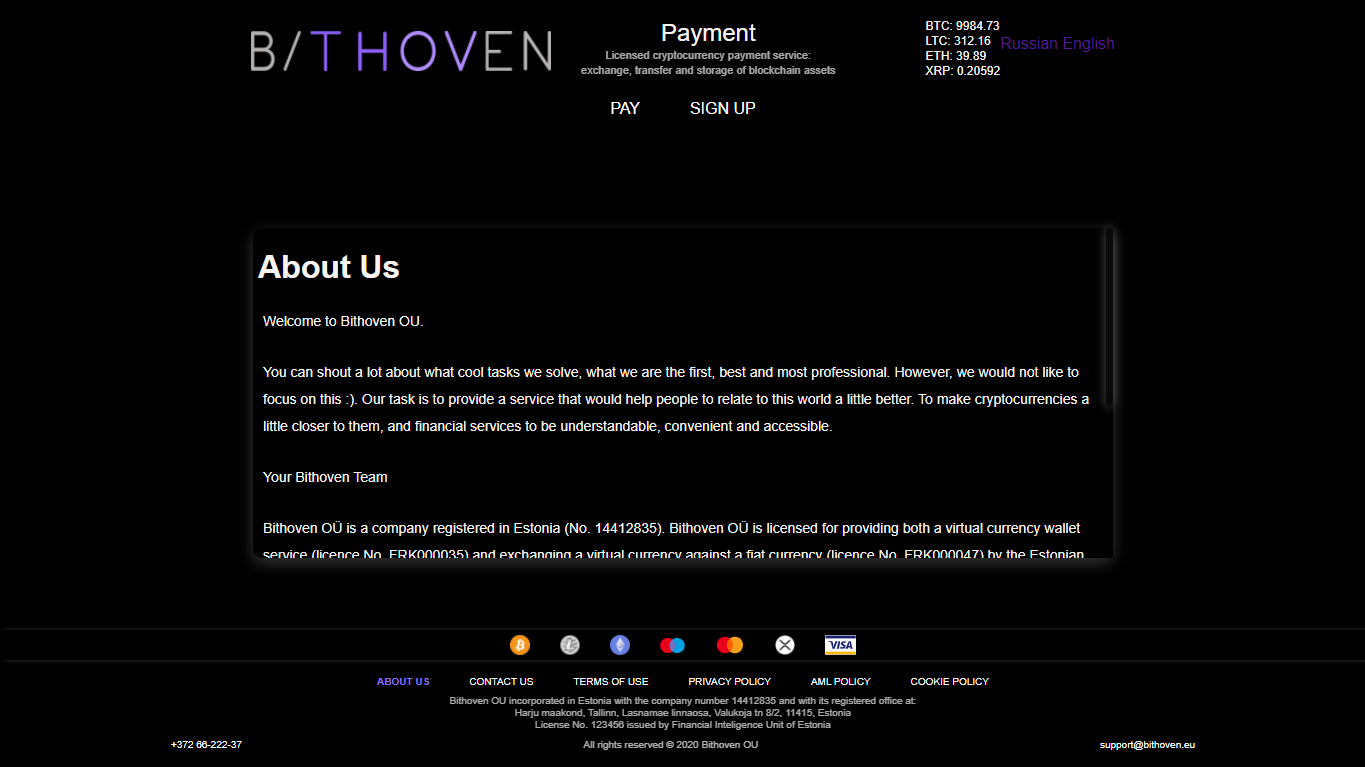 B/THOVEN
Payment
Licensed cryptocurrency payment service:
exchange, transfer and storage of blockchain assets
BTC: 9984.73
LTC: 312.16
ETH: 39.89
XRP: 0.20592
Russian English
PAY SIGN UP
About Us
Welcome to Bithoven OU.
You can shout a lot about what cool tasks we solve, what we are the first, best and most professional. However, we would not like to
focus on this :). Our task is to provide a service that would help people to relate to this world a little better. To make cryptocurrencies a
little closer to them, and financial services to be understandable, convenient and accessible.
Your Bithoven Team
Bithoven OÜ is a company registered in Estonia (No. 14412835). Bithoven OÜ is licensed for providing both a virtual currency wallet
service (licence No. FRK000035) and exchanging a virtual currency against a fiat currency (licence No. FRK000047) by the Estonian
VISA
ABOUT US CONTACT US TERMS OF USE PRIVACY POLICY AML POLICY COOKIE POLICY
Bithoven OU incorporated in Estonia with the company number 14412835 and with its registered office at:
Harju maakond, Tallinn, Lasnamae linnaosa, Valukoja tn 8/2, 11415, Estonia
License No. 123456 issued by Financial Inteligence Unit of Estonia
+372 66-222-37 All rights reserved © 2020 Bithoven OU support@bithoven.eu